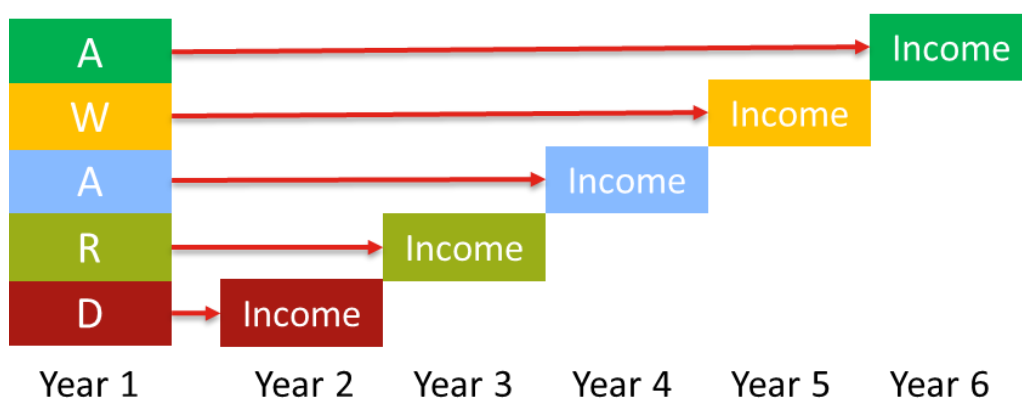 A Income
W Income
A Income
R Income
D Income
Year 1 Year 2 Year 3 Year 4 Year 5 Year 6